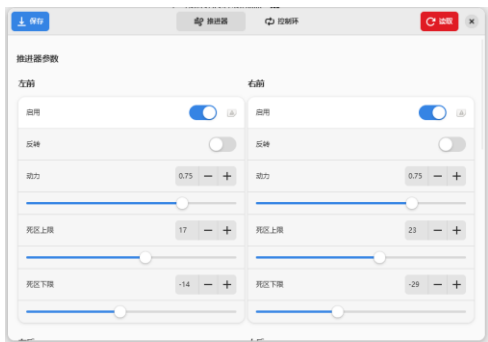 保存
推进器
控制环
读取
推进器参数
左前
右前
启用
启用
反转
反转
动力
0.75
动力
0.75
死区上限
17
死区上限
23
死区下限
-14
死区下限
-29